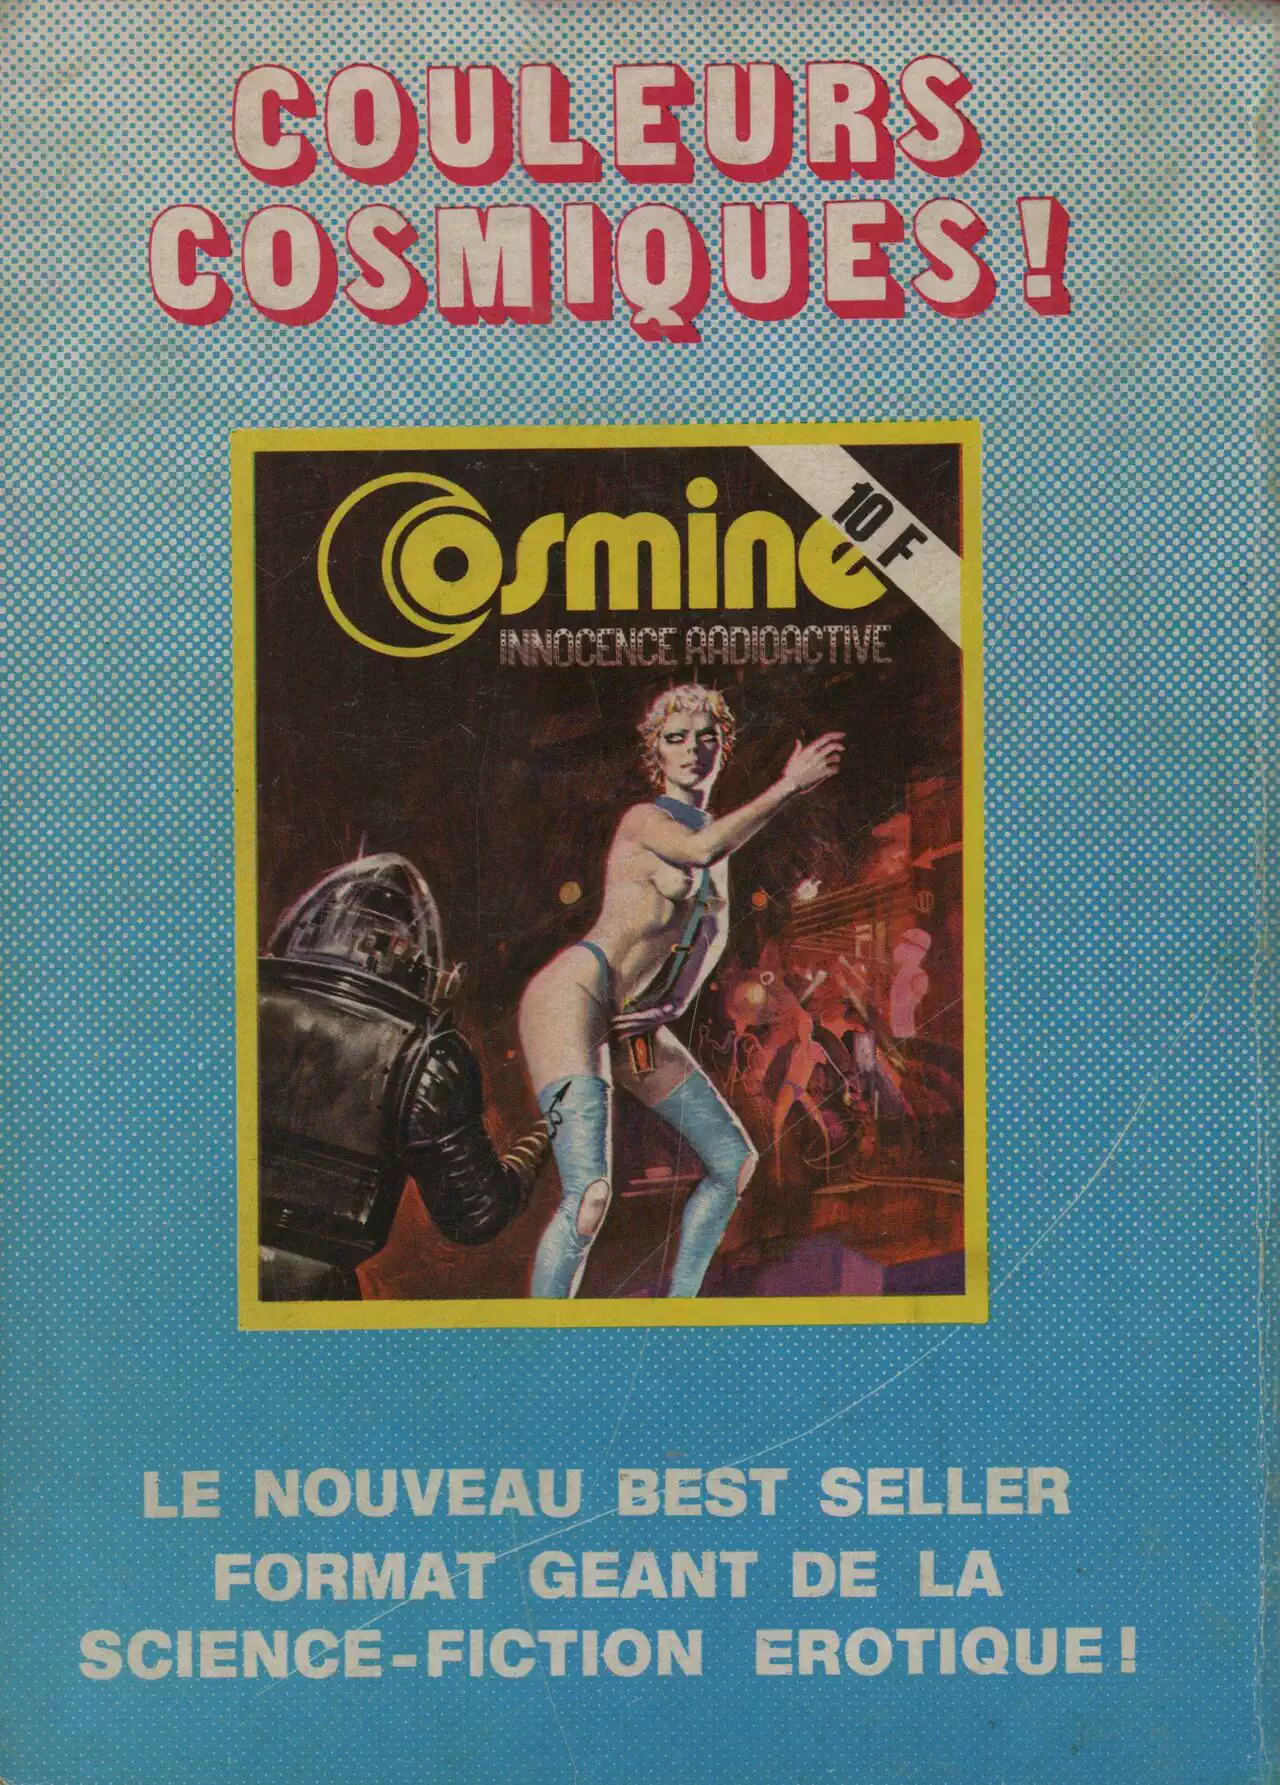 COULEURS
COSMIQUES !
Cosmine
10 F
INNOCENCE RADIOACTIVE
LE NOUVEAU BEST SELLER
FORMAT GEANT DE LA
SCIENCE-FICTION EROTIQUE !